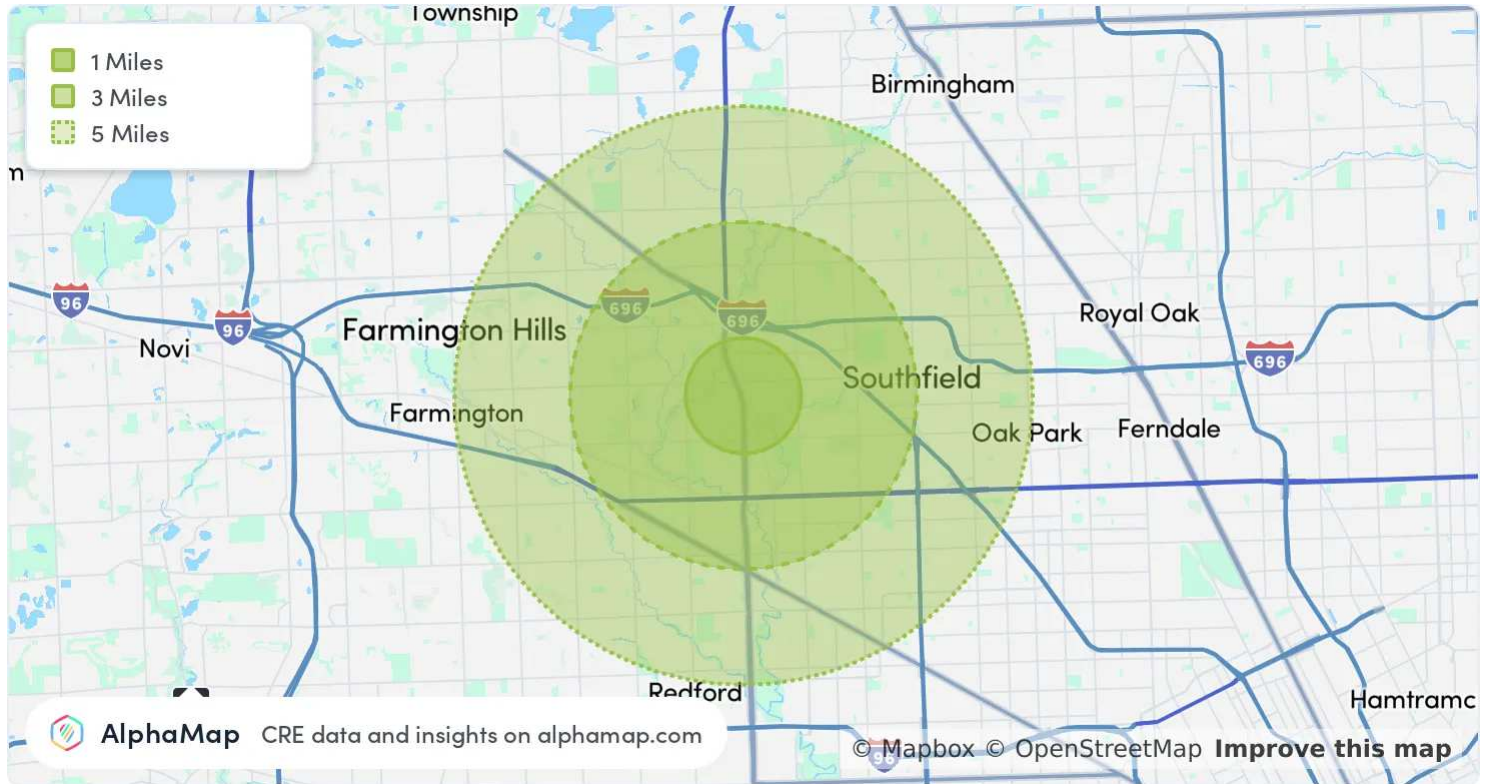 Township
1 Miles
3 Miles
5 Miles
Birmingham
m
96
696
96
696
Royal Oak
Farmington Hills
Novi
696
Southfield
Farmington
Oak Park
Ferndale
Redford
Hamtramc
AlphaMap CRE data and insights on alphamap.com
96
© Mapbox © OpenStreetMap Improve this map